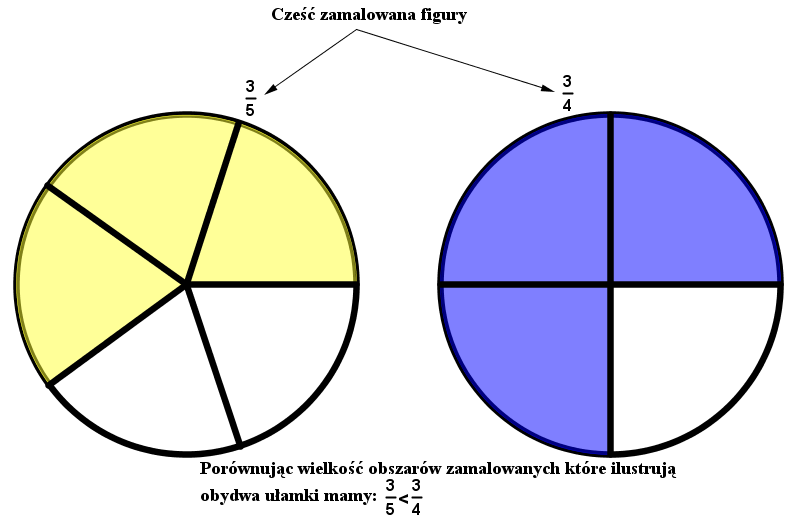 Cześć zamalowana figury
3/5
3/4
Porównując wielkość obszarów zamalowanych które ilustrują
obydwa ułamki mamy: 3/5 < 3/4